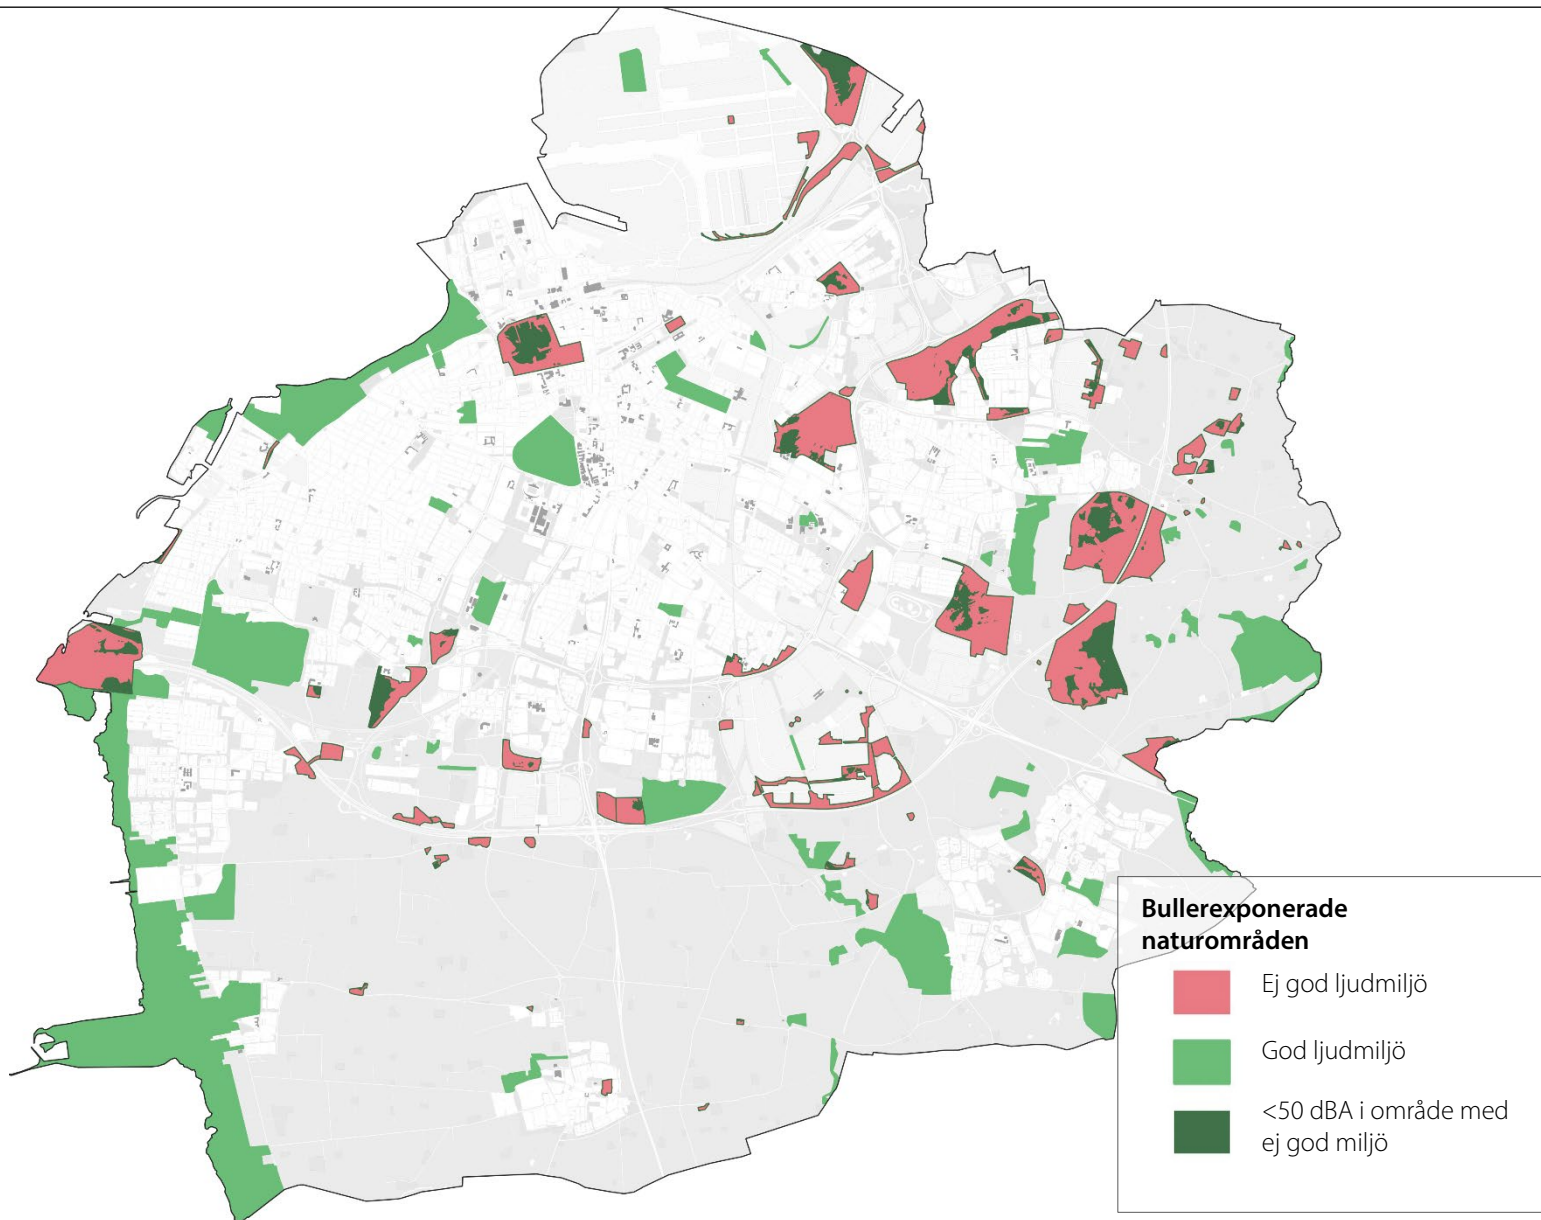 Bullerexponerade
naturområden
Ej god ljudmiljö
God ljudmiljö
<50 dBA i område med
ej god miljö